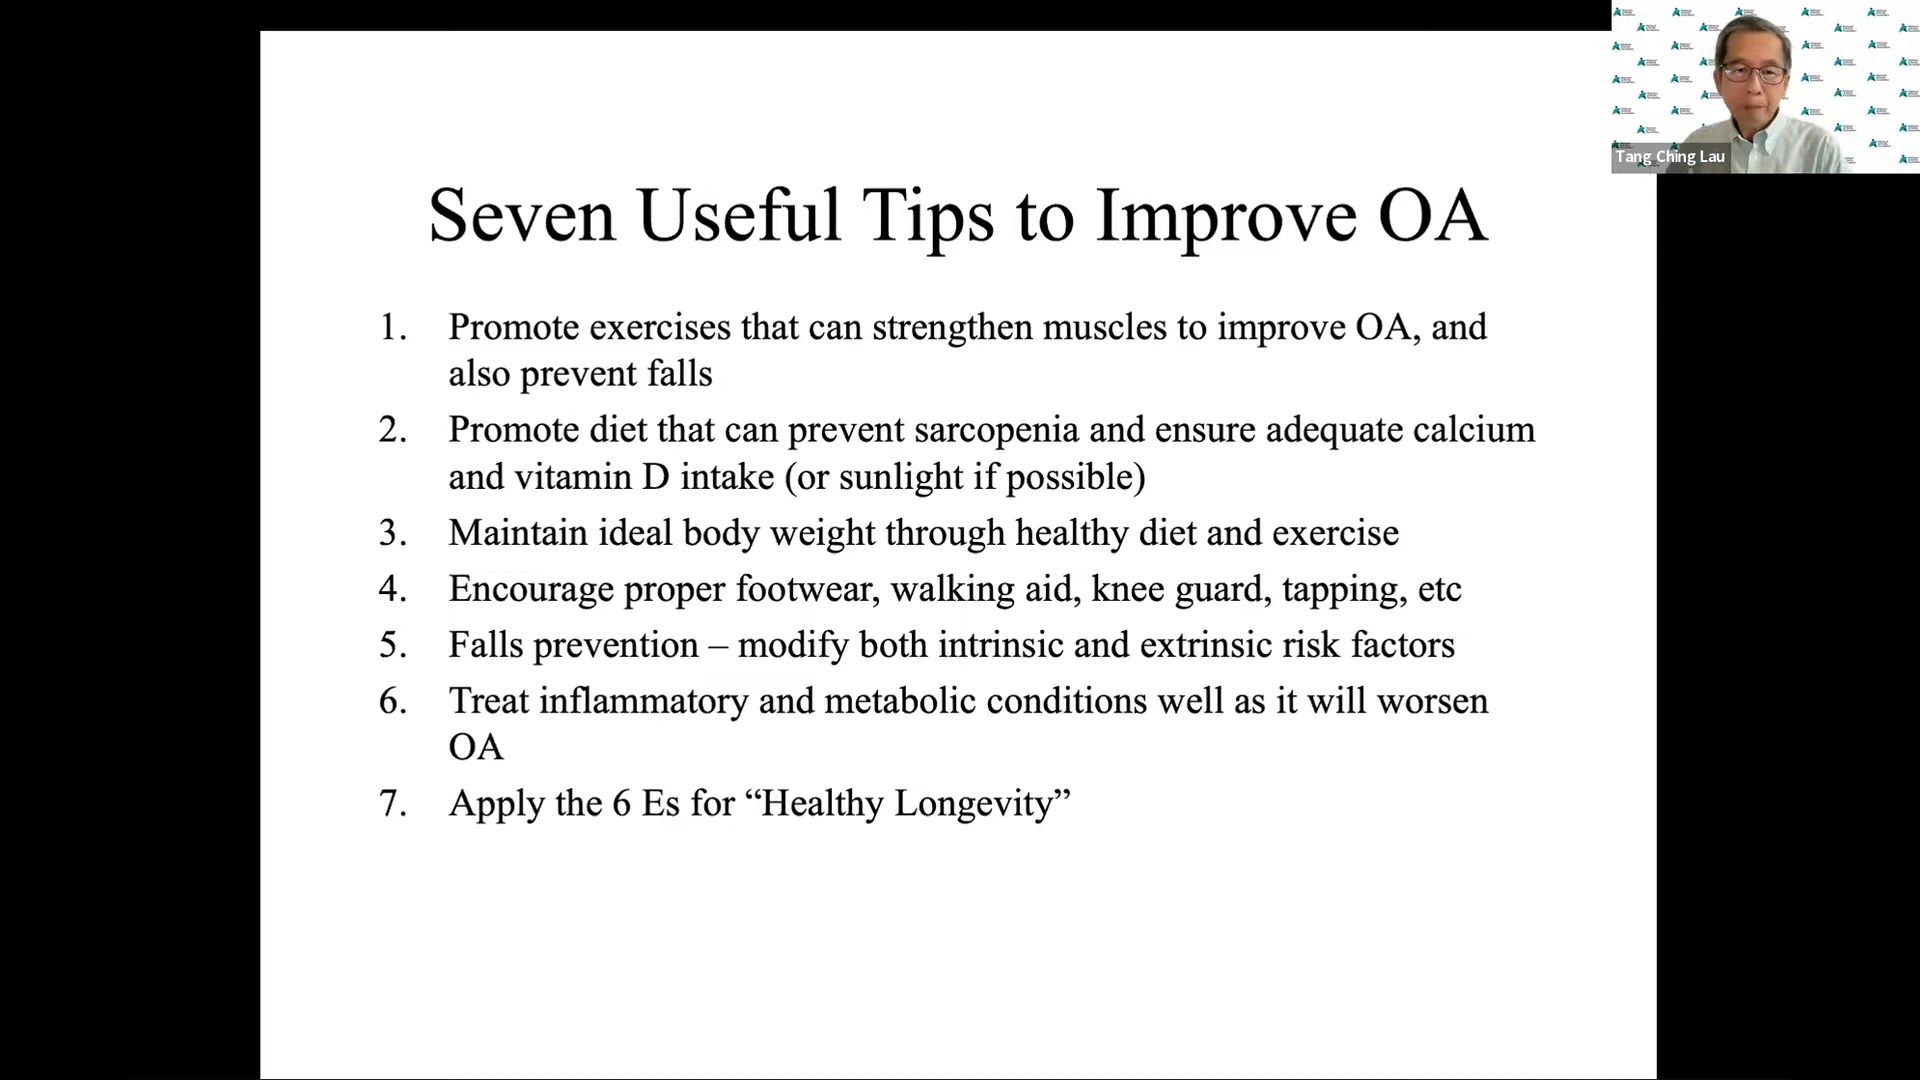 Tang Ching Lau
Seven Useful Tips to Improve OA
1. Promote exercises that can strengthen muscles to improve OA, and
also prevent falls
2. Promote diet that can prevent sarcopenia and ensure adequate calcium
and vitamin D intake (or sunlight if possible)
3. Maintain ideal body weight through healthy diet and exercise
4. Encourage proper footwear, walking aid, knee guard, tapping, etc
5. Falls prevention – modify both intrinsic and extrinsic risk factors
6. Treat inflammatory and metabolic conditions well as it will worsen
OA
7. Apply the 6 Es for “Healthy Longevity”